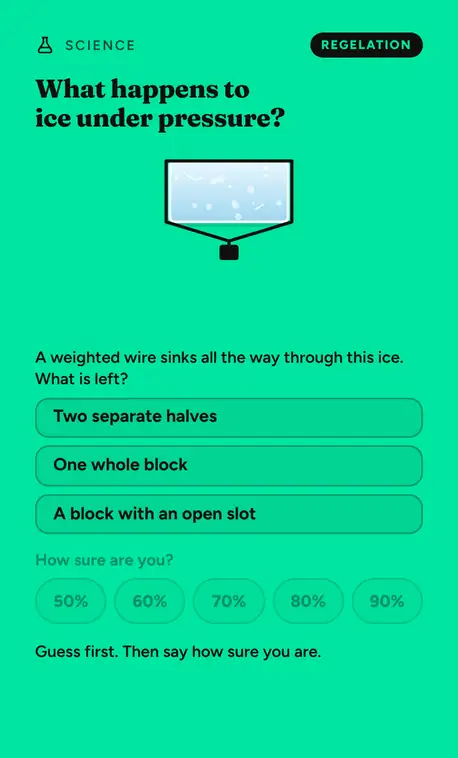 SCIENCE
REGELATION
What happens to
ice under pressure?
A weighted wire sinks all the way through this ice.
What is left?
Two separate halves
One whole block
A block with an open slot
How sure are you?
50% 60% 70% 80% 90%
Guess first. Then say how sure you are.